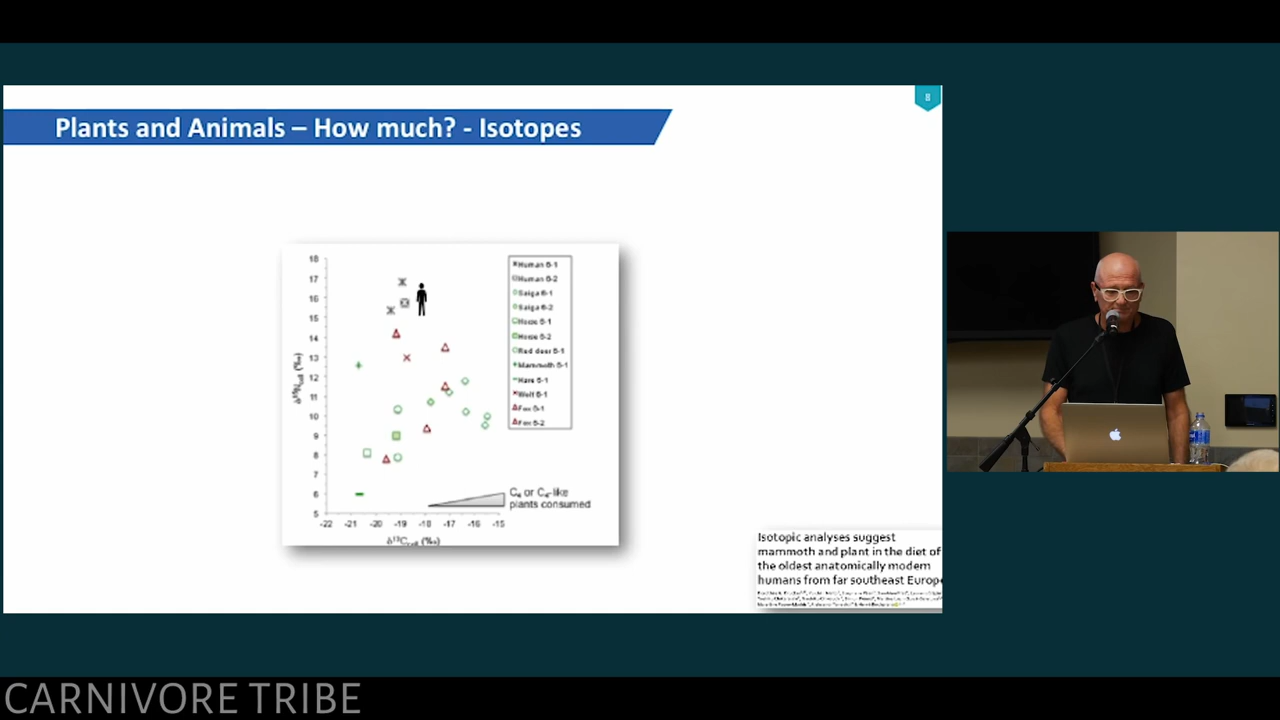 8
Plants and Animals – How much? - Isotopes
18
17
16
15
14
13
12
11
10
9
8
7
6
5
-22 -21 -20 -19 -18 -17 -16 -15
δ¹⁵Ncoll (‰)
δ¹³Ccoll (‰)
Human 6-1
Human 6-2
Saiga 6-1
Saiga 6-2
Horse 6-1
Horse 6-2
Red deer 6-1
Mammoth 6-1
Hare 6-1
Wolf 6-1
Fox 6-1
Fox 6-2
C₄ or C₄-like
plants consumed
Isotopic analyses suggest
mammoth and plant in the diet of
the oldest anatomically modern
humans from far southeast Europe
CARNIVORE TRIBE